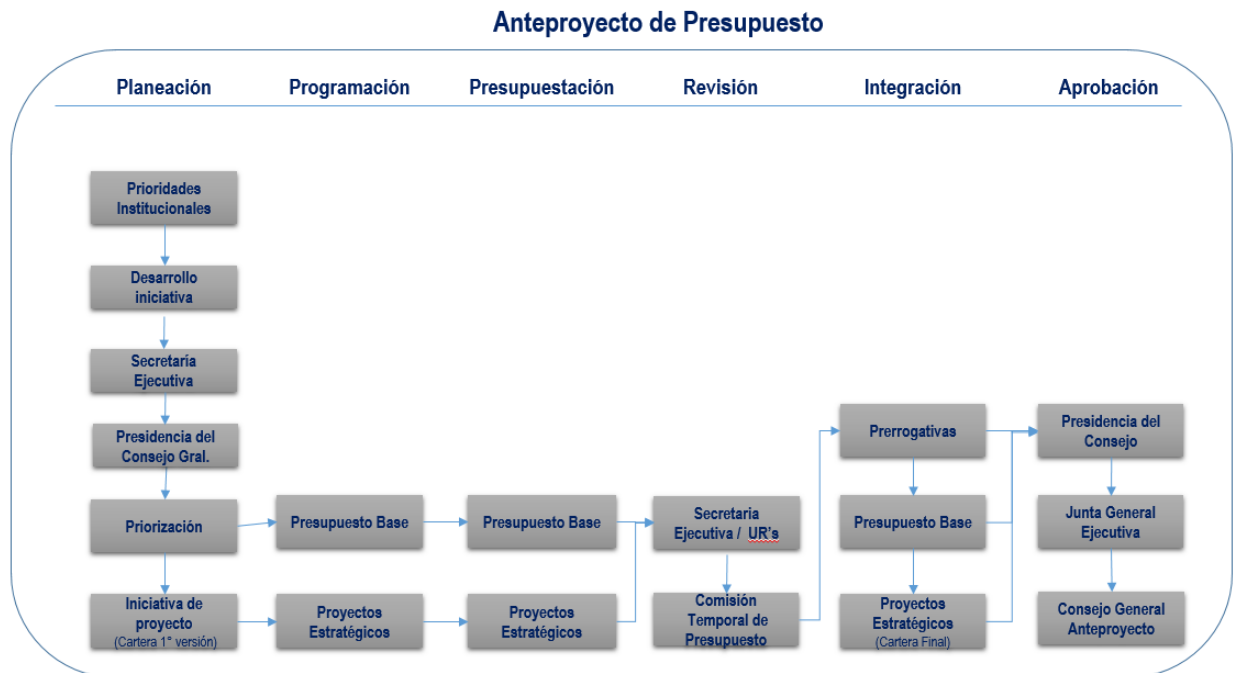 Anteproyecto de Presupuesto
Planeación
Programación
Presupuestación
Revisión
Integración
Aprobación
Prioridades
Institucionales
Desarrollo
iniciativa
Secretaría
Ejecutiva
Presidencia del
Consejo Gral.
Priorización
Iniciativa de
proyecto
(Cartera 1° versión)
Presupuesto Base
Proyectos
Estratégicos
Presupuesto Base
Proyectos
Estratégicos
Secretaria
Ejecutiva / UR's
Comisión
Temporal de
Presupuesto
Prerrogativas
Presupuesto Base
Proyectos
Estratégicos
(Cartera Final)
Presidencia del
Consejo
Junta General
Ejecutiva
Consejo General
Anteproyecto